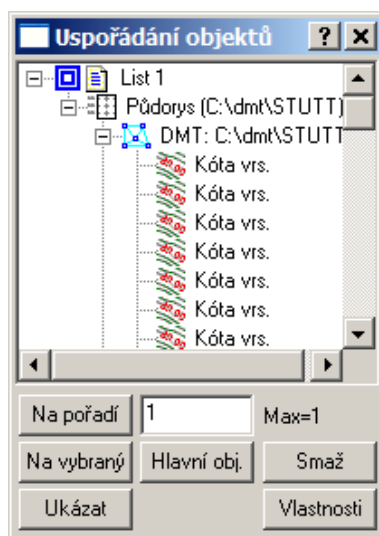 Uspořádání objektů
List 1
Půdorys (C:\dmt\STUTT)
DMT: C:\dmt\STUTT
Kóta vrs.
Kóta vrs.
Kóta vrs.
Kóta vrs.
Kóta vrs.
Kóta vrs.
Kóta vrs.
Na pořadí 1 Max=1
Na vybraný Hlavní obj. Smaž
Ukázat Vlastnosti